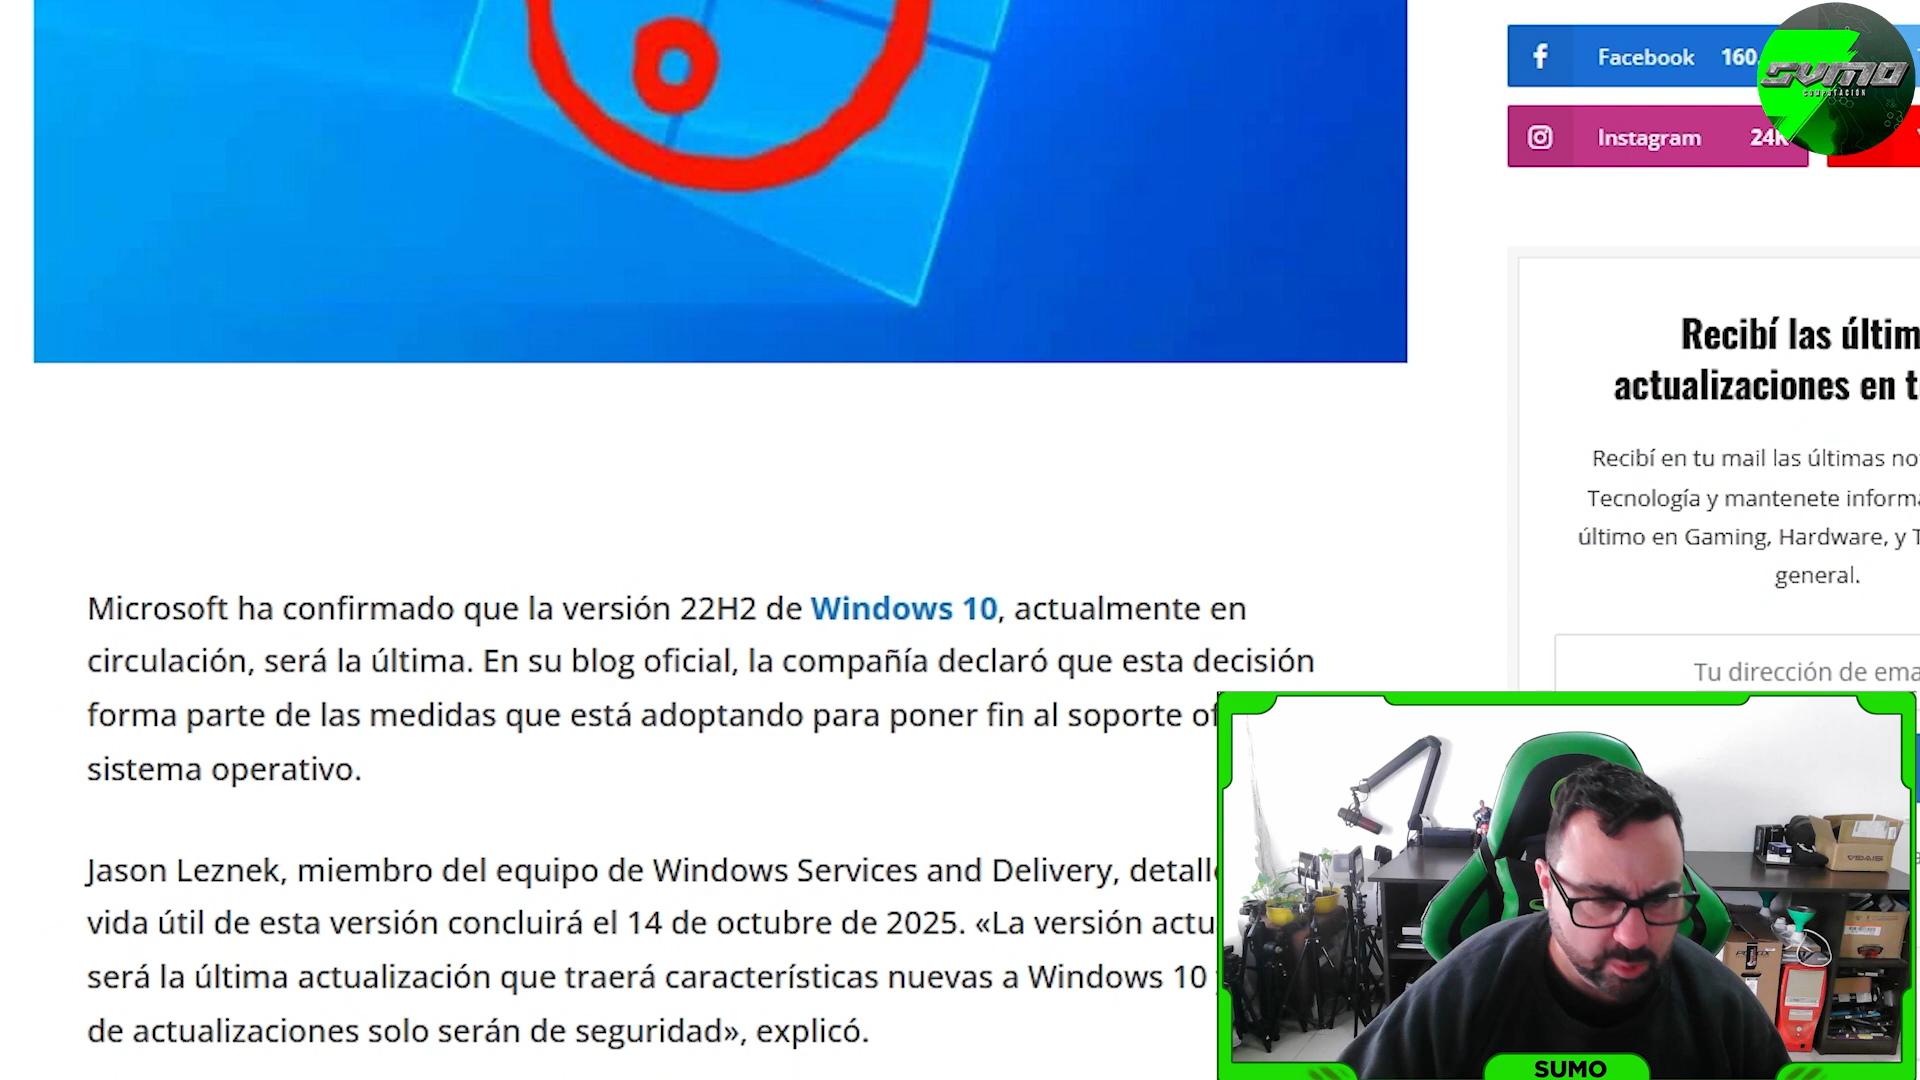 Facebook 160.
SUMO
COMPUTACIÓN
Instagram 24K
Recibí las últim
actualizaciones en t
Recibí en tu mail las últimas no
Tecnología y mantenete informa
último en Gaming, Hardware, y T
general.
Tu dirección de ema
Microsoft ha confirmado que la versión 22H2 de Windows 10, actualmente en
circulación, será la última. En su blog oficial, la compañía declaró que esta decisión
forma parte de las medidas que está adoptando para poner fin al soporte of
sistema operativo.
Jason Leznek, miembro del equipo de Windows Services and Delivery, detall
vida útil de esta versión concluirá el 14 de octubre de 2025. «La versión actu
será la última actualización que traerá características nuevas a Windows 10
de actualizaciones solo serán de seguridad», explicó.
SUMO